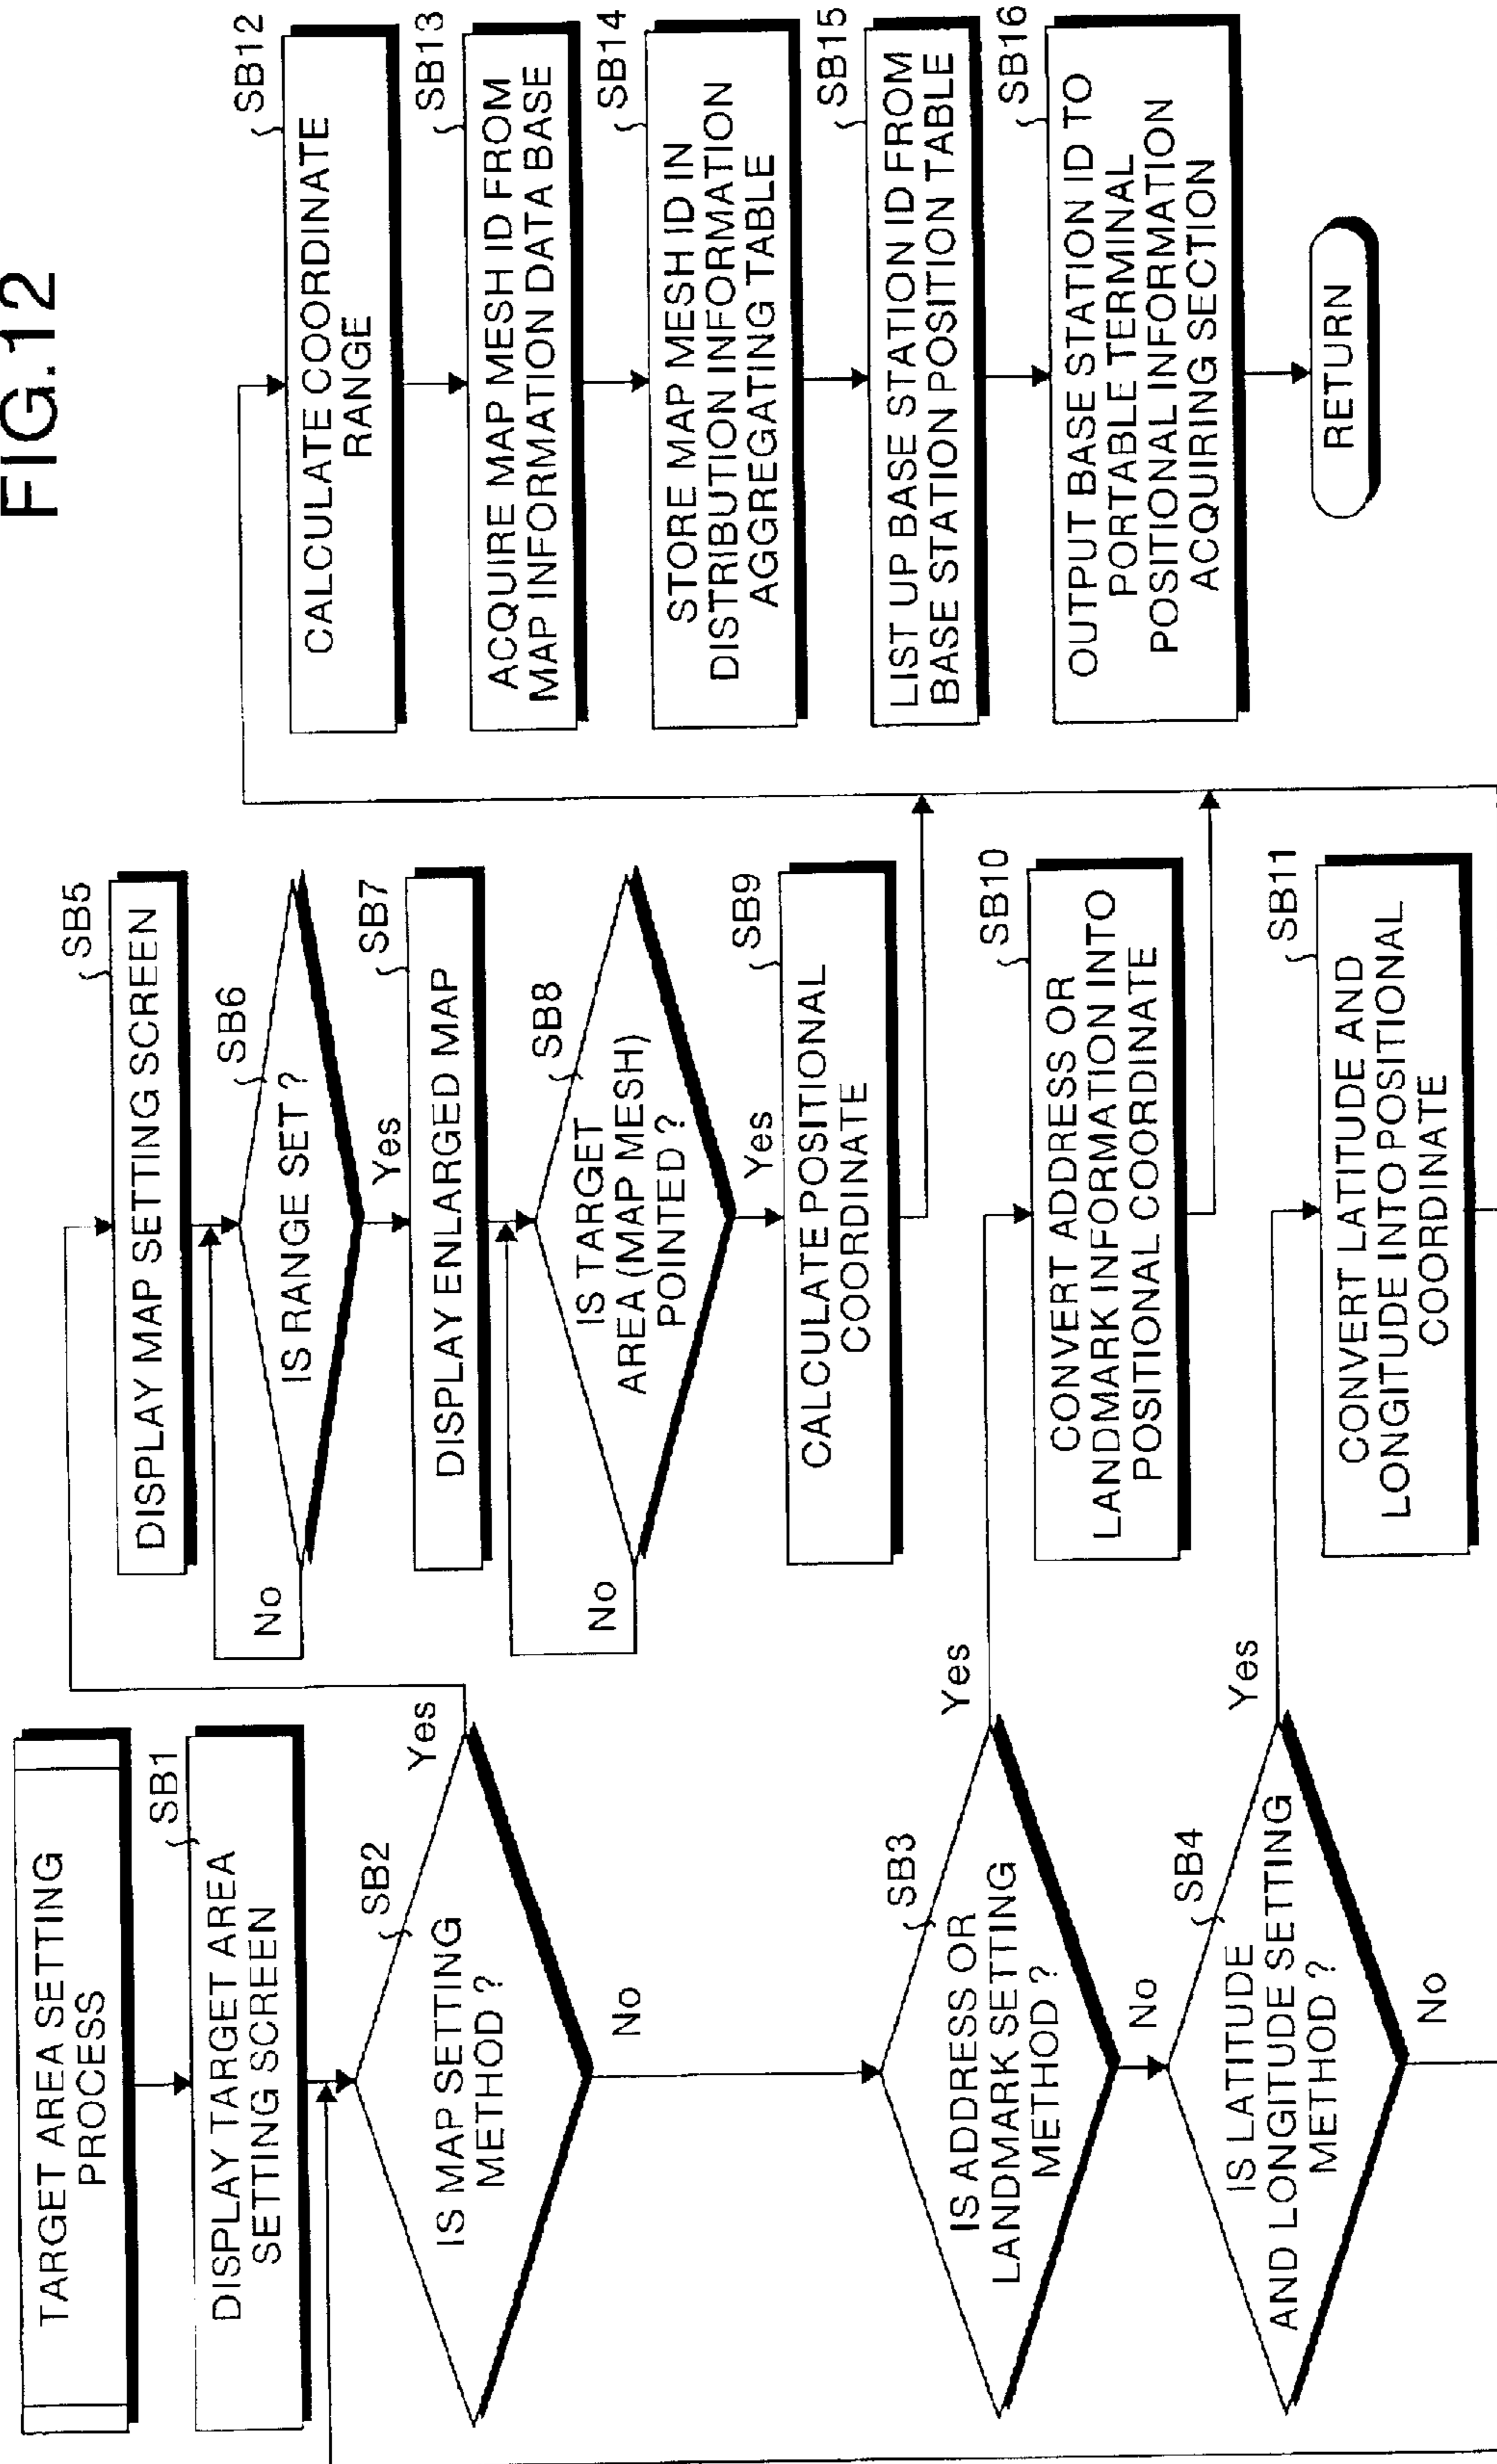 FIG.12
TARGET AREA SETTING
PROCESS
SB1
DISPLAY TARGET AREA
SETTING SCREEN
SB2
IS MAP SETTING
METHOD ?
Yes
No
SB3
IS ADDRESS OR
LANDMARK SETTING
METHOD ?
Yes
No
SB4
IS LATITUDE
AND LONGITUDE SETTING
METHOD ?
Yes
No
SB5
DISPLAY MAP SETTING SCREEN
SB6
IS RANGE SET ?
No
Yes
SB7
DISPLAY ENLARGED MAP
SB8
IS TARGET
AREA (MAP MESH)
POINTED ?
No
Yes
SB9
CALCULATE POSITIONAL
COORDINATE
SB10
CONVERT ADDRESS OR
LANDMARK INFORMATION INTO
POSITIONAL COORDINATE
SB11
CONVERT LATITUDE AND
LONGITUDE INTO POSITIONAL
COORDINATE
SB12
CALCULATE COORDINATE
RANGE
SB13
ACQUIRE MAP MESH ID FROM
MAP INFORMATION DATA BASE
SB14
STORE MAP MESH ID IN
DISTRIBUTION INFORMATION
AGGREGATING TABLE
SB15
LIST UP BASE STATION ID FROM
BASE STATION POSITION TABLE
SB16
OUTPUT BASE STATION ID TO
PORTABLE TERMINAL
POSITIONAL INFORMATION
ACQUIRING SECTION
RETURN